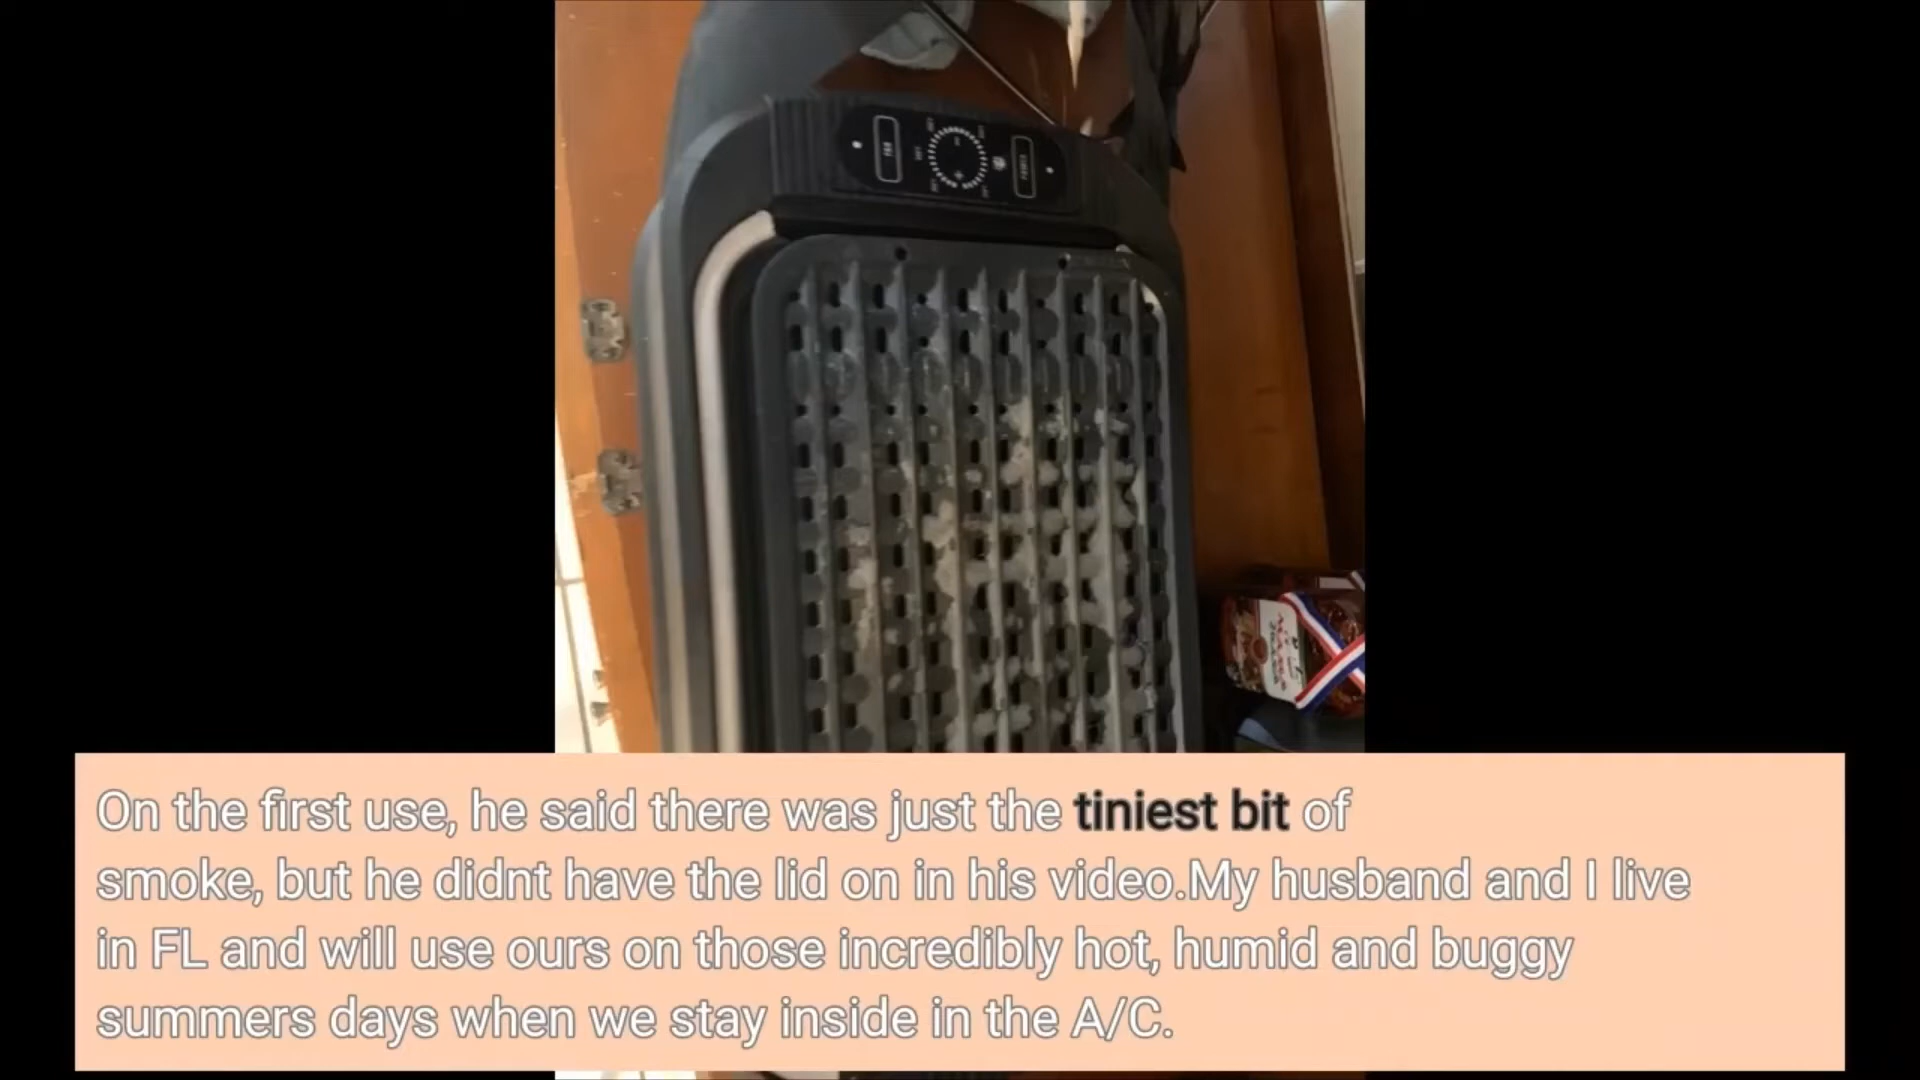 FAN
On the first use, he said there was just the tiniest bit of
smoke, but he didnt have the lid on in his video.My husband and I live
in FL and will use ours on those incredibly hot, humid and buggy
summers days when we stay inside in the A/C.